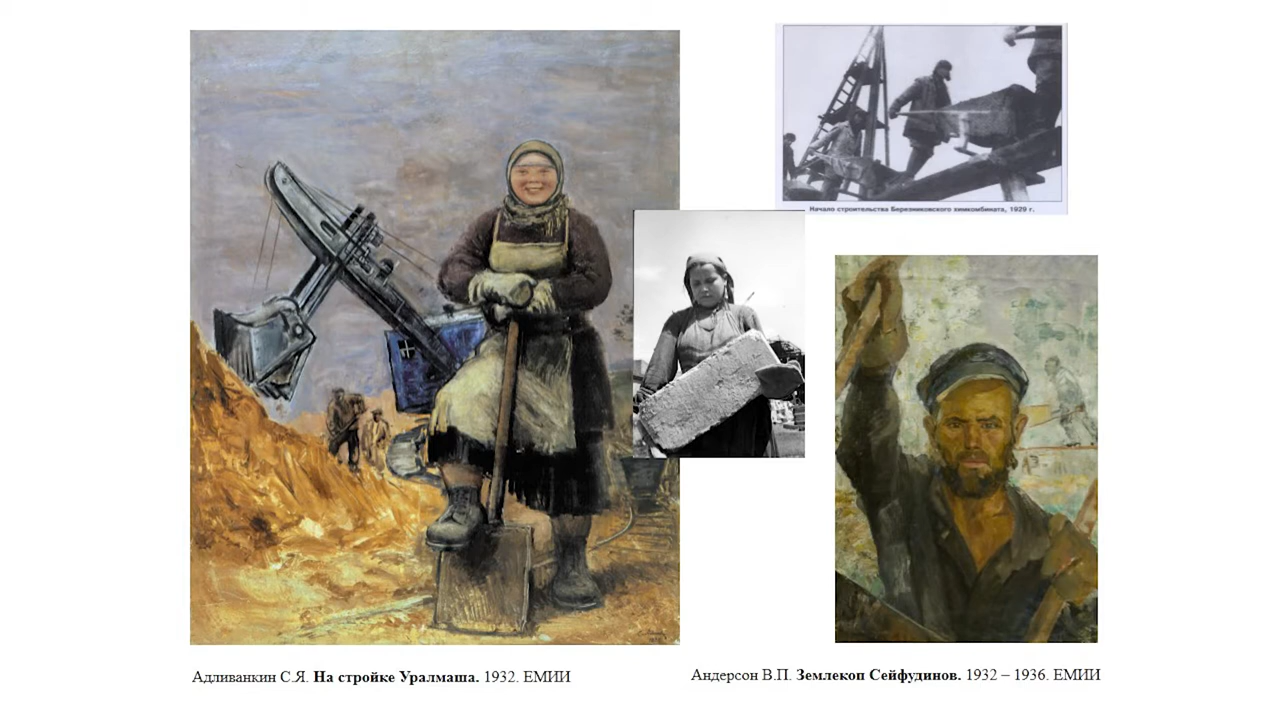 Начало строительства Березниковского химкомбината, 1929 г.
Адливанкин С.Я. На стройке Уралмаша. 1932. ЕМИИ
Андерсон В.П. Землекоп Сейфудинов. 1932 – 1936. ЕМИИ